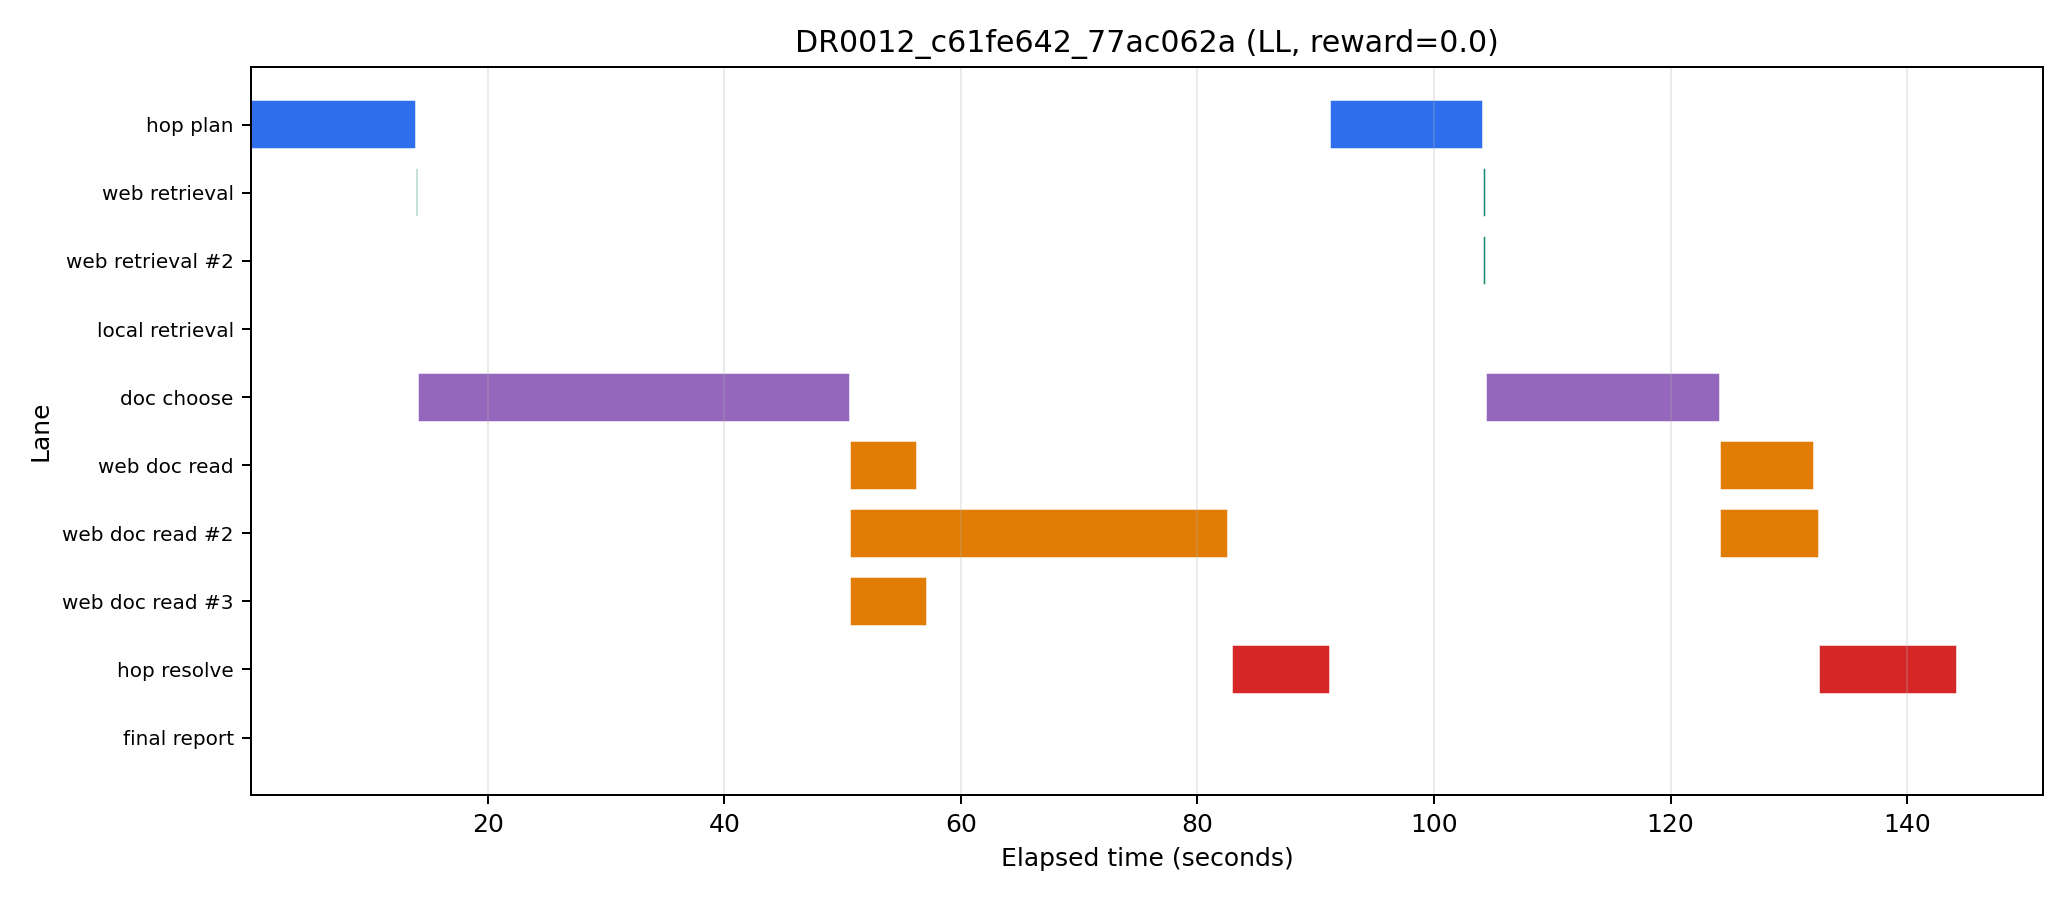 DR0012_c61fe642_77ac062a (LL, reward=0.0)
hop plan
web retrieval
web retrieval #2
local retrieval
doc choose
web doc read
web doc read #2
web doc read #3
hop resolve
final report
Lane
20 40 60 80 100 120 140
Elapsed time (seconds)